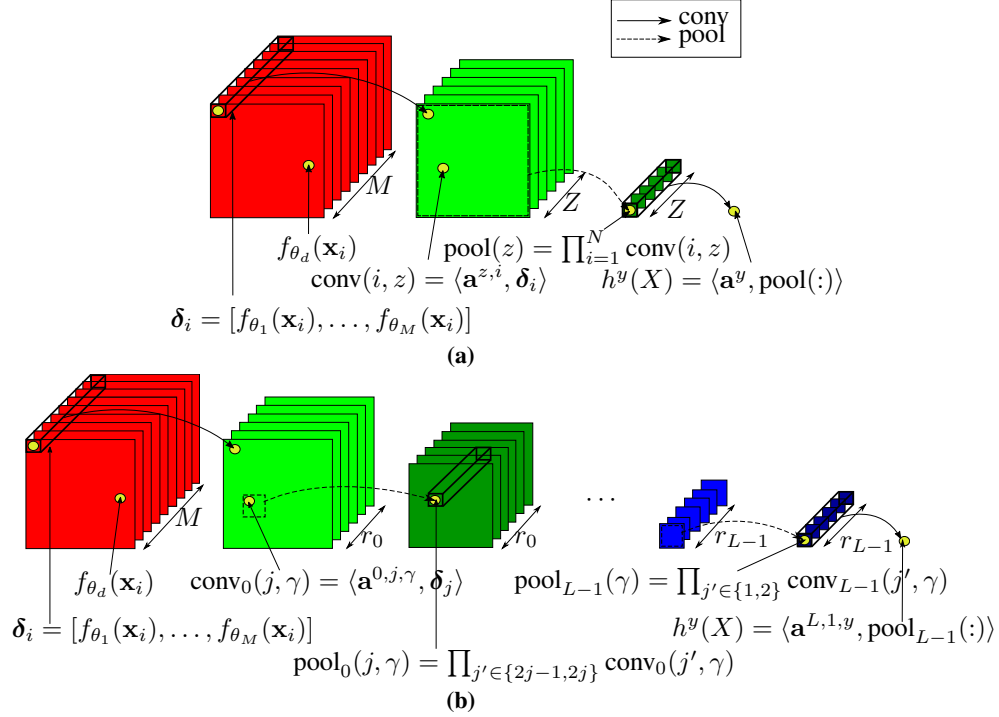 conv
pool
M
Z
Z
f_{θ_d}(x_i)
pool(z) = ∏_{i=1}^{N} conv(i, z)
conv(i, z) = ⟨a^{z,i}, δ_i⟩
h^y(X) = ⟨a^y, pool(:)⟩
δ_i = [f_{θ_1}(x_i), . . . , f_{θ_M}(x_i)]
(a)
M
r_0
r_0
. . .
r_{L−1}
r_{L−1}
f_{θ_d}(x_i)
conv_0(j, γ) = ⟨a^{0,j,γ}, δ_j⟩
pool_{L−1}(γ) = ∏_{j′∈{1,2}} conv_{L−1}(j′, γ)
δ_i = [f_{θ_1}(x_i), . . . , f_{θ_M}(x_i)]
h^y(X) = ⟨a^{L,1,y}, pool_{L−1}(:)⟩
pool_0(j, γ) = ∏_{j′∈{2j−1,2j}} conv_0(j′, γ)
(b)